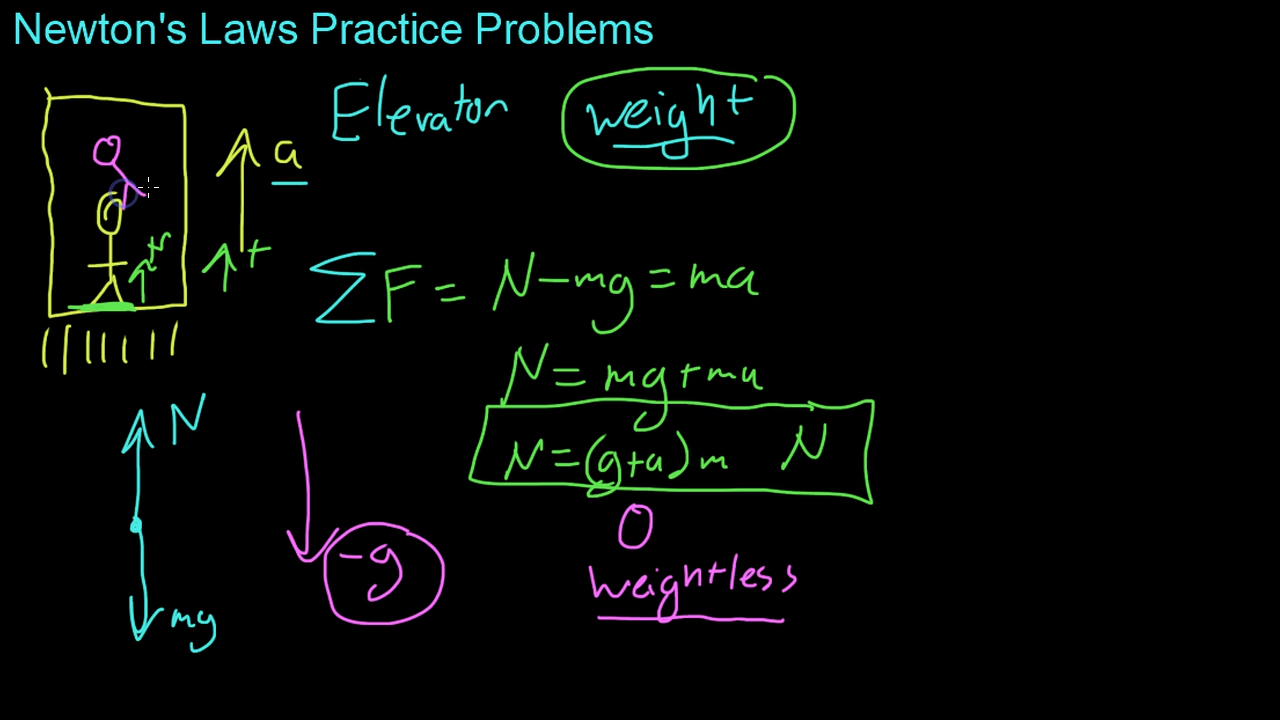 Newton's Laws Practice Problems
Elevator weight
a
N
+
ΣF = N - mg = ma
N = mg + ma
N = (g+a)m N
N
-g
0
weightless
mg